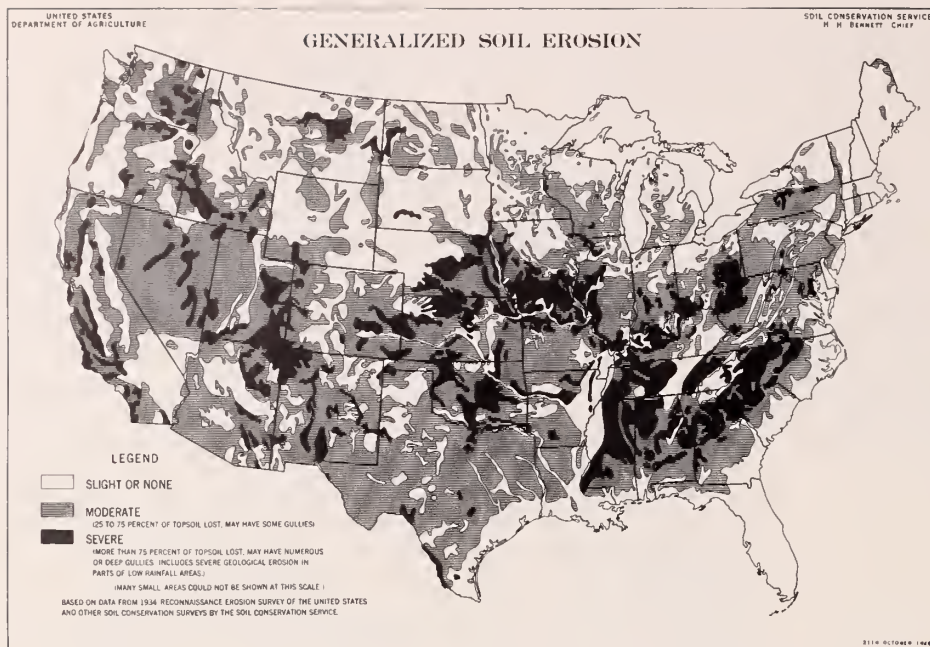 UNITED STATES
DEPARTMENT OF AGRICULTURE
SOIL CONSERVATION SERVICE
H H BENNETT CHIEF
GENERALIZED SOIL EROSION
LEGEND
SLIGHT OR NONE
MODERATE
(25 TO 75 PERCENT OF TOPSOIL LOST, MAY HAVE SOME GULLIES)
SEVERE
(MORE THAN 75 PERCENT OF TOPSOIL LOST, MAY HAVE NUMEROUS
OR DEEP GULLIES INCLUDES SEVERE GEOLOGICAL EROSION IN
PARTS OF LOW RAINFALL AREAS.)
(MANY SMALL AREAS COULD NOT BE SHOWN AT THIS SCALE)
BASED ON DATA FROM 1934 RECONNAISSANCE EROSION SURVEY OF THE UNITED STATES
AND OTHER SOIL CONSERVATION SURVEYS BY THE SOIL CONSERVATION SERVICE.
OCTOBER